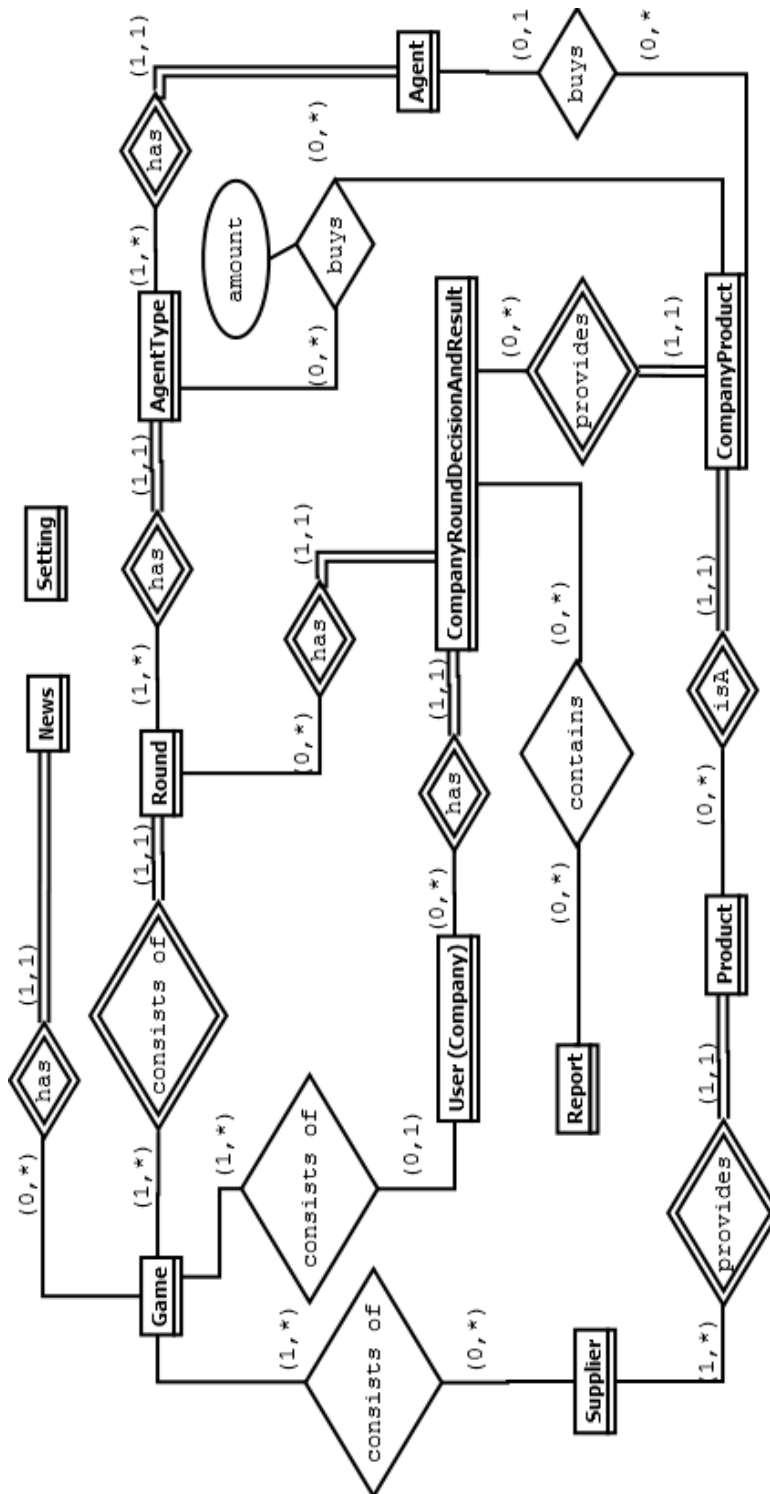 (0,*)
(1,1)
has
News
Setting
(1,*)
(1,1)
(1,*)
(1,1)
(1,*)
(1,1)
Game
consists of
Round
has
AgentType
has
(1,*)
amount
(1,*)
(0,*)
(1,1)
(0,*)
(0,*)
consists of
has
buys
consists of
(0,1)
Agent
(0,*)
(1,1)
User (Company)
has
CompanyRoundDecisionAndResult
(0,*)
(0,*)
(0,1
(0,*)
(0,*)
Supplier
Report
contains
provides
buys
(1,1)
(0,*)
(1,*)
(1,1)
(0,*)
(1,1)
provides
Product
isA
CompanyProduct